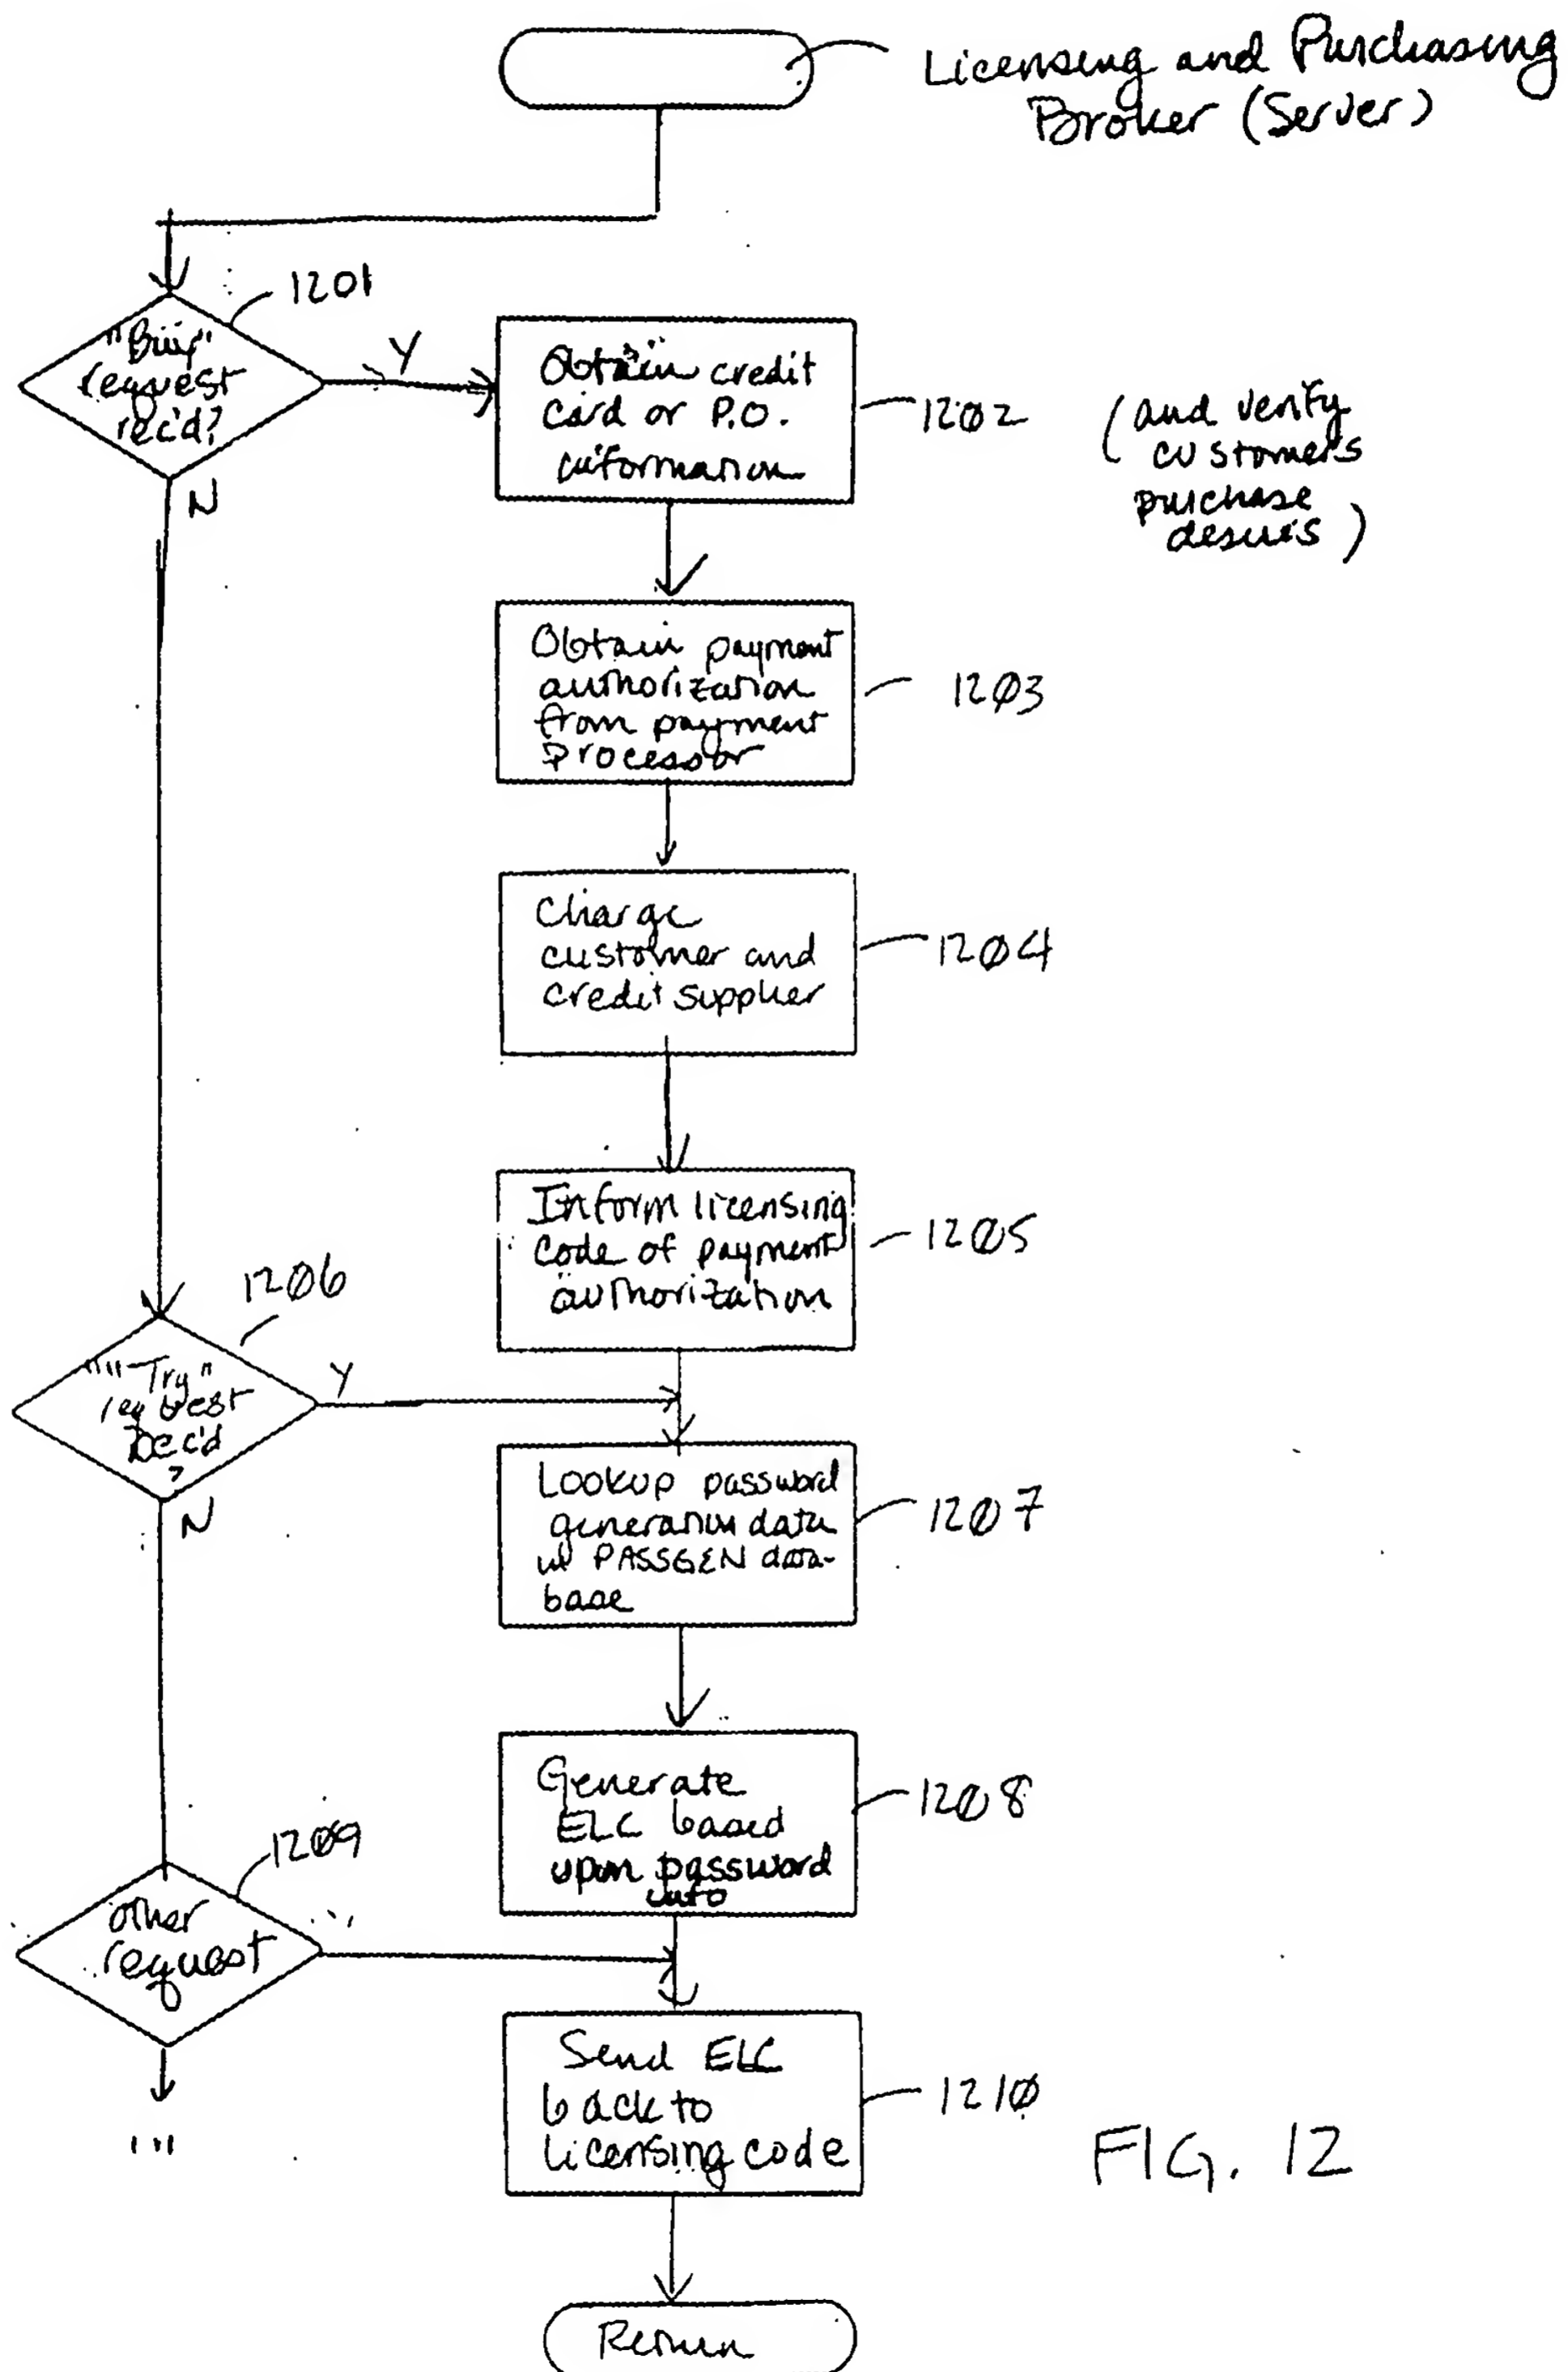 Licensing and Purchasing
Broker (Server)
1201
"Buy"
request
rec'd?
Y
N
Obtain credit
card or P.O.
information
1202
(and verify
customers
purchase
desires)
Obtain payment
authorization
from payment
processor
1203
Charge
customer and
credit supplier
1204
Inform licensing
code of payment
authorization
1205
1206
"Try"
request
rec'd
?
Y
N
Lookup password
generation data
in PASSGEN data-
base
1207
Generate
ELC based
upon password
info
1208
1209
other
request
...
Send ELC
back to
licensing code
1210
FIG. 12
Return